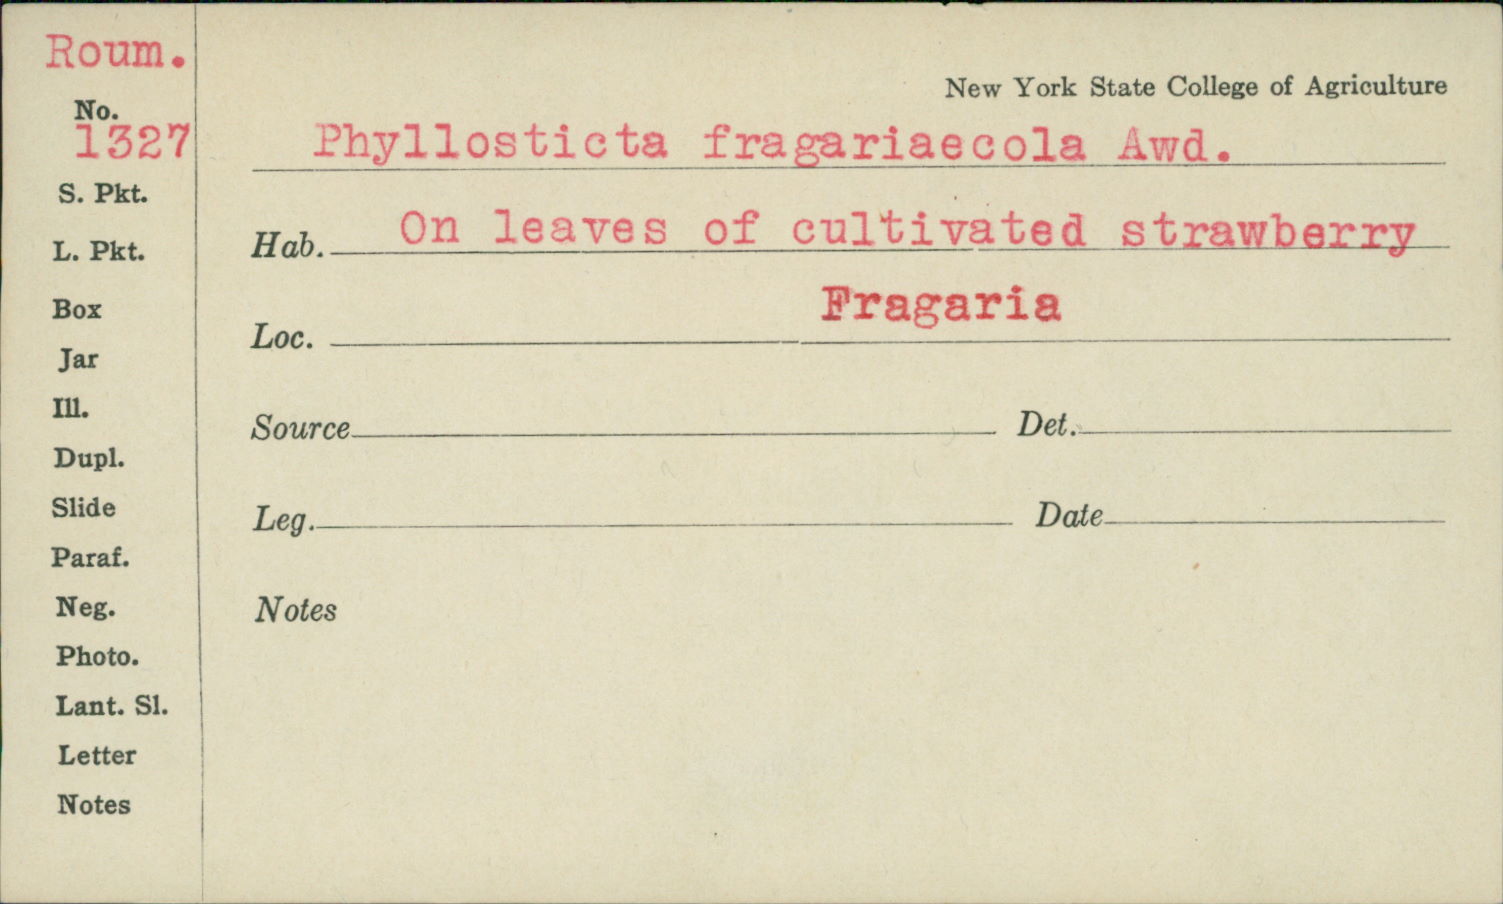 Roum.
No.
1327
S. Pkt.
L. Pkt.
Box
Jar
Ill.
Dupl.
Slide
Paraf.
Neg.
Photo.
Lant. Sl.
Letter
Notes
New York State College of Agriculture
Phyllosticta fragariaecola Awd.
Hab. On leaves of cultivated strawberry
Fragaria
Loc.
Source Det.
Leg. Date
Notes